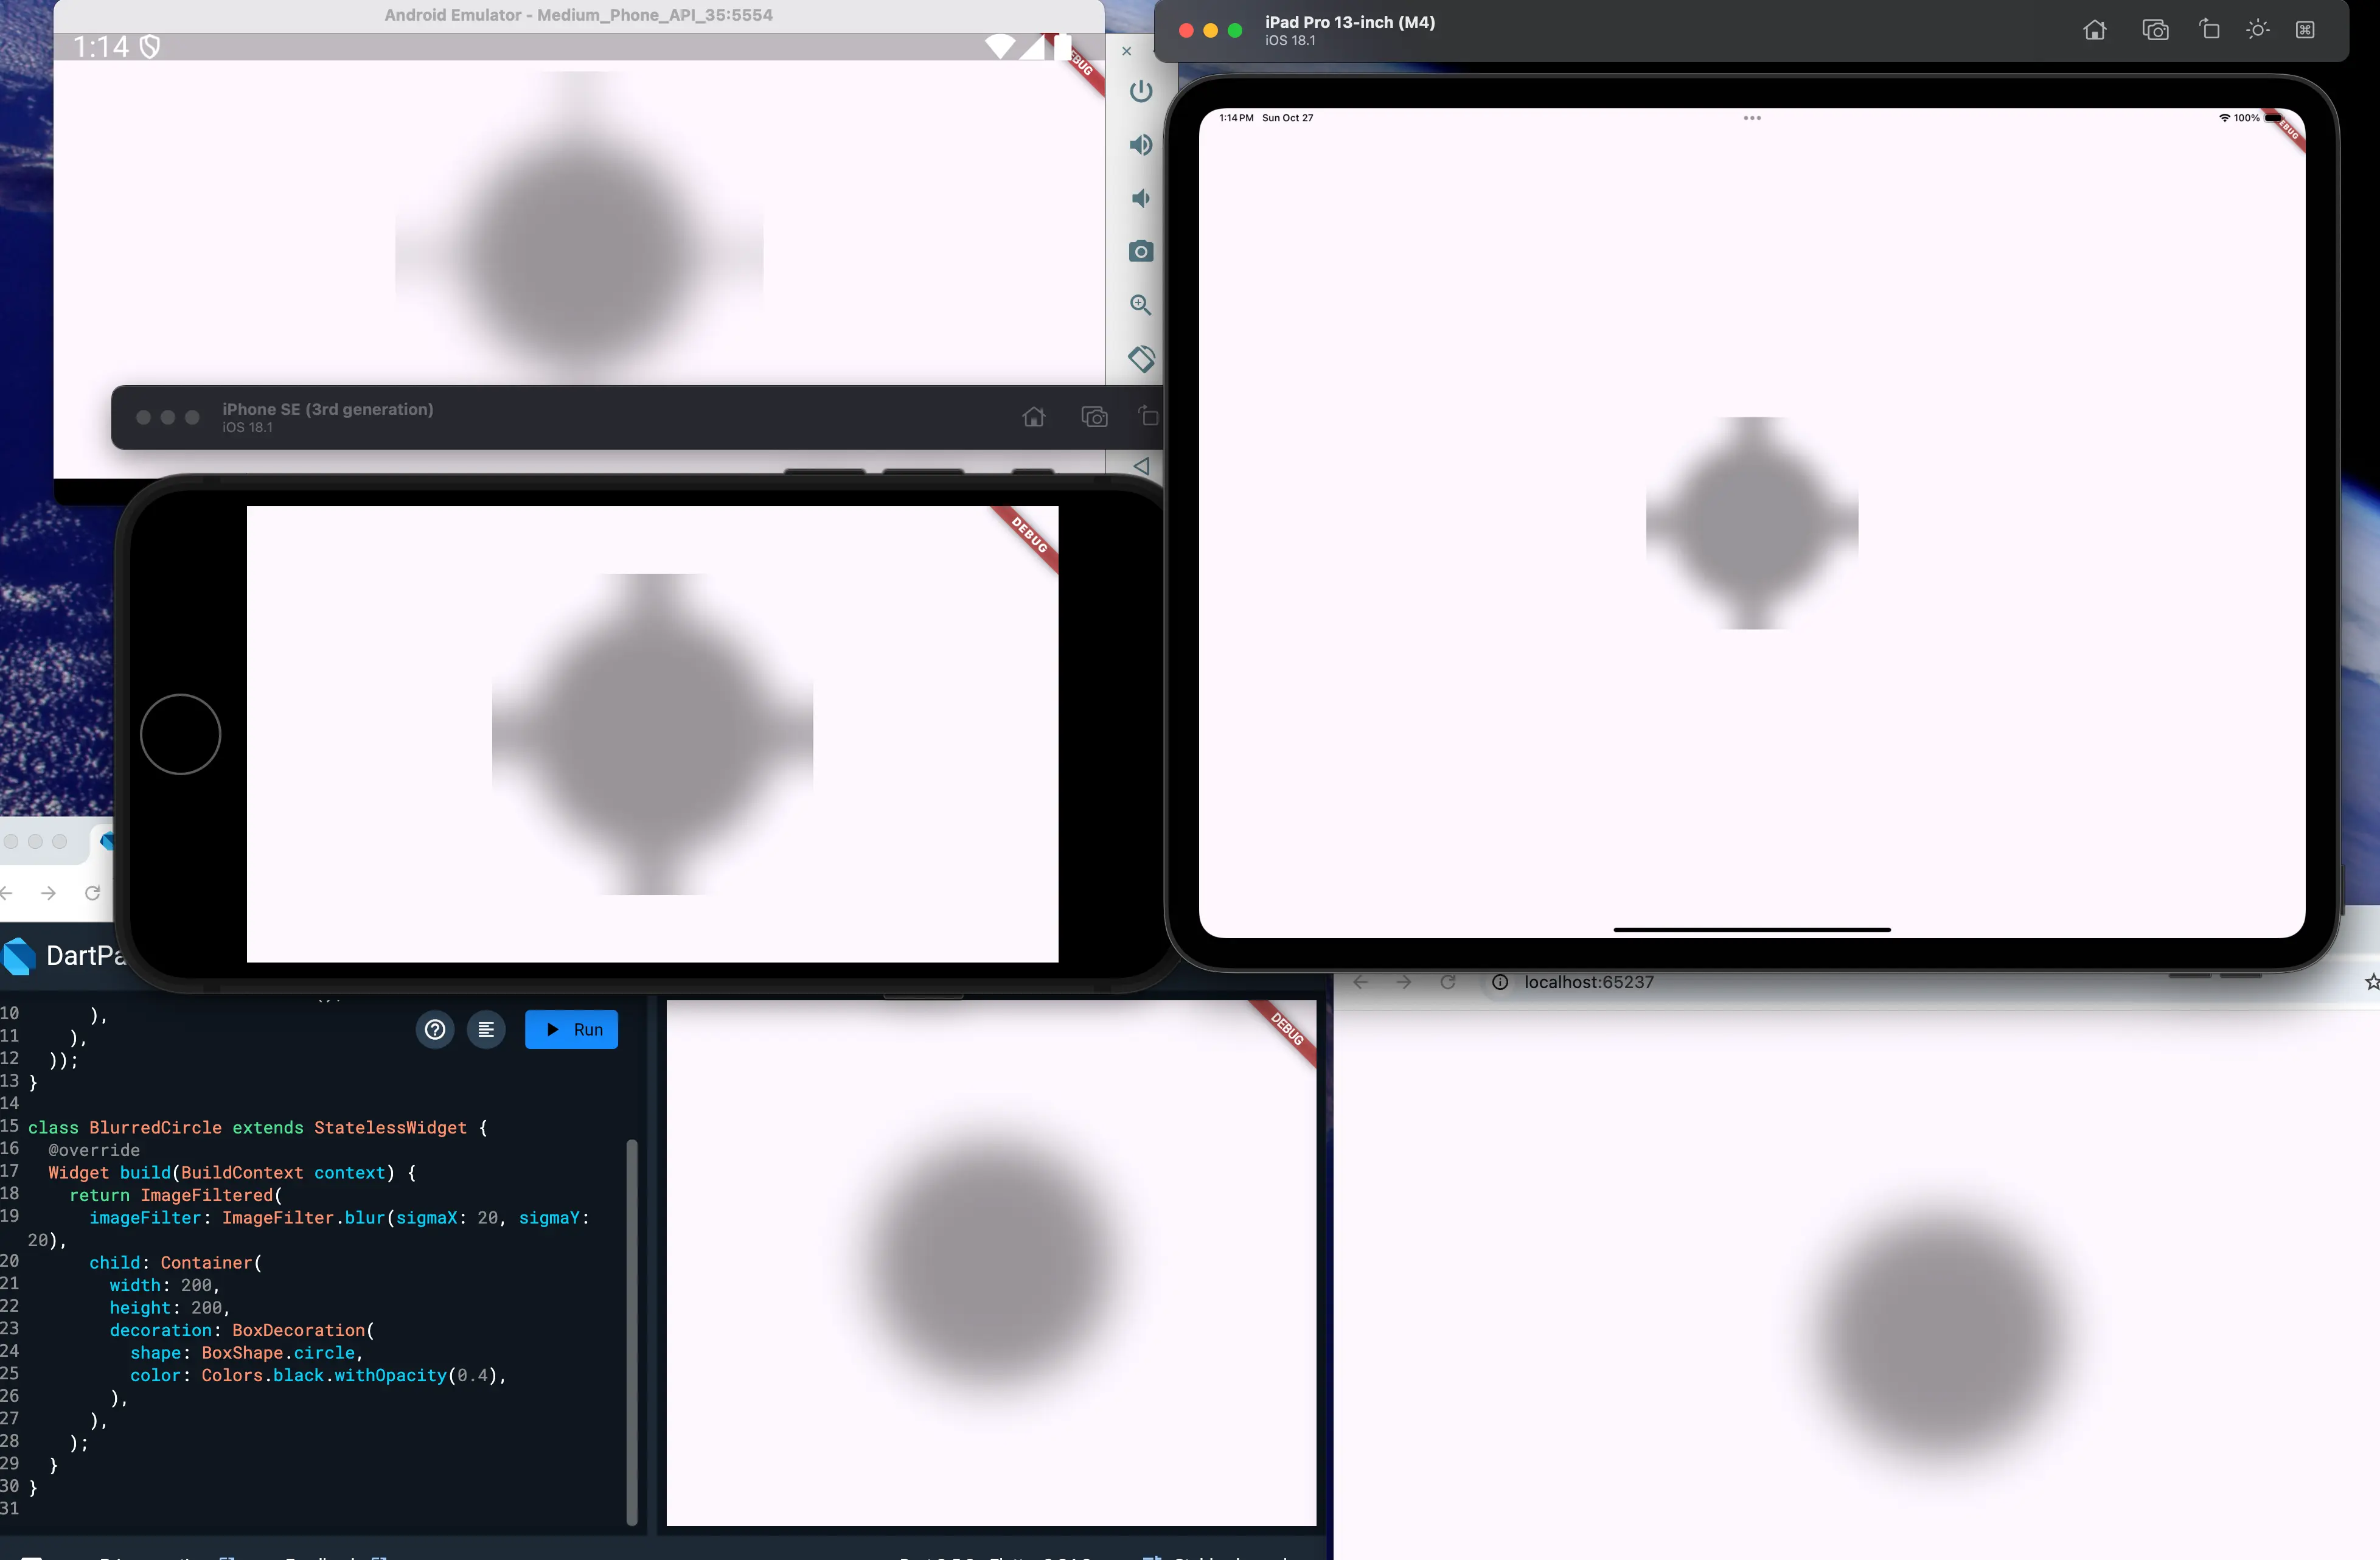 Android Emulator - Medium_Phone_API_35:5554
1:14
iPad Pro 13-inch (M4)
iOS 18.1
1:14 PM Sun Oct 27
100%
iPhone SE (3rd generation)
iOS 18.1
DEBUG
localhost:65237
Run
DEBUG
10 ),
11 ),
12 ));
13 }
14
15 class BlurredCircle extends StatelessWidget {
16 @override
17 Widget build(BuildContext context) {
18 return ImageFiltered(
19 imageFilter: ImageFilter.blur(sigmaX: 20, sigmaY:
20),
20 child: Container(
21 width: 200,
22 height: 200,
23 decoration: BoxDecoration(
24 shape: BoxShape.circle,
25 color: Colors.black.withOpacity(0.4),
26 ),
27 ),
28 );
29 }
30 }
31